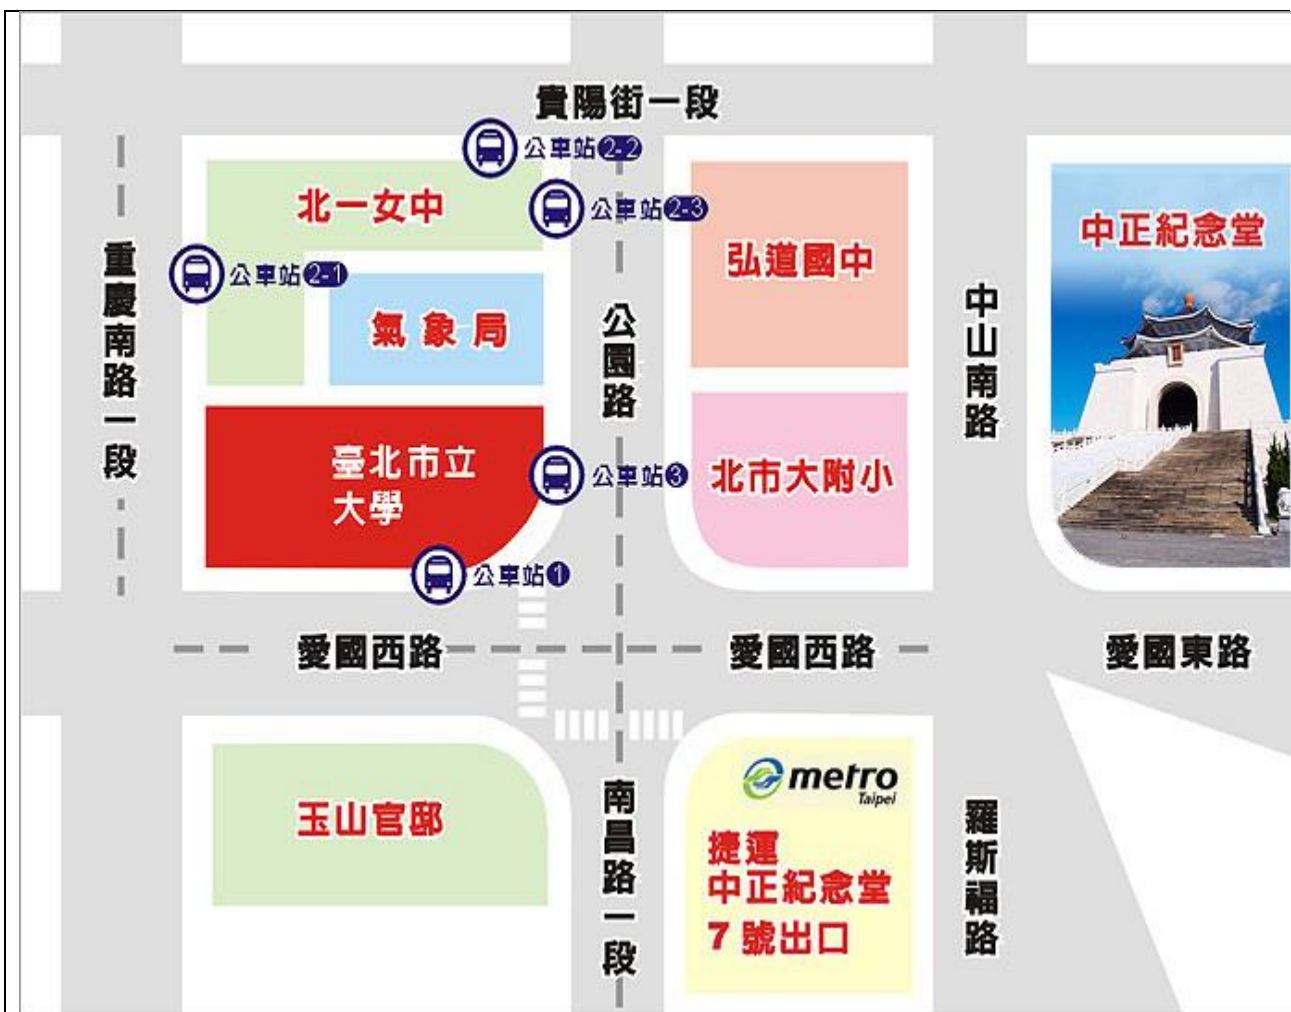 貴陽街一段
公車站2-2
北一女中
公車站2-3
公車站2-1
弘道國中
中正紀念堂
重慶南路一段
氣象局
公園路
中山南路
臺北市立
大學
公車站3
北市大附小
公車站1
愛國西路
愛國西路
愛國東路
玉山官邸
南昌路一段
metro
Taipei
捷運
中正紀念堂
7號出口
羅斯福路